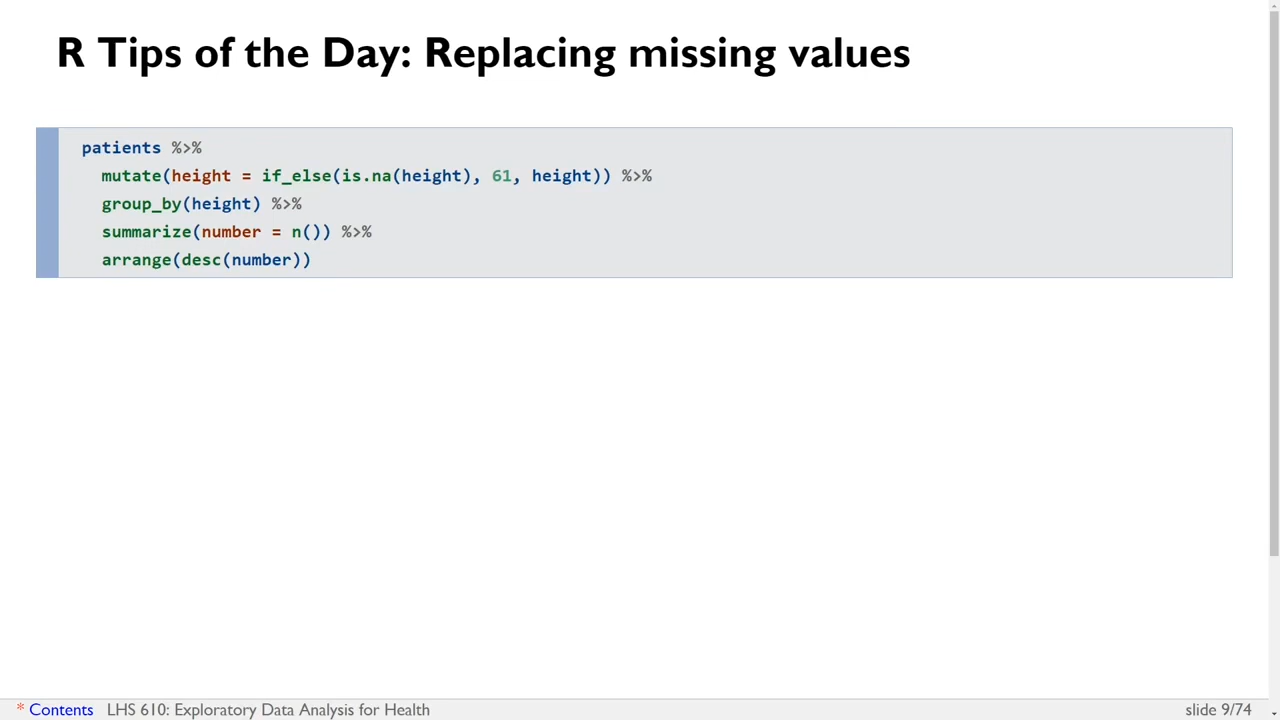 R Tips of the Day: Replacing missing values
patients %>%
mutate(height = if_else(is.na(height), 61, height)) %>%
group_by(height) %>%
summarize(number = n()) %>%
arrange(desc(number))
* Contents LHS 610: Exploratory Data Analysis for Health slide 9/74